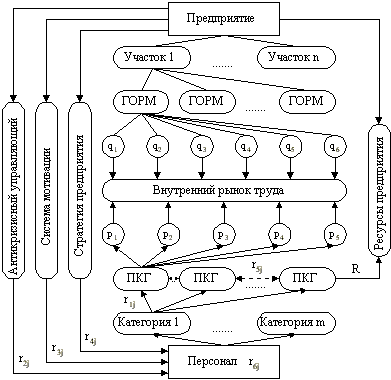 Предприятие
Участок 1
......
Участок n
ГОРМ
ГОРМ
......
ГОРМ
q1
q2
q3
q4
q5
q6
Внутренний рынок труда
p1
p2
p3
p4
p5
ПКГ
ПКГ
r5j
......
ПКГ
R
r1j
Категория 1
......
Категория m
Персонал r6j
Антикризисный управляющий
Система мотивации
Стратегия предприятия
Ресурсы предприятия
r4j
r3j
r2j